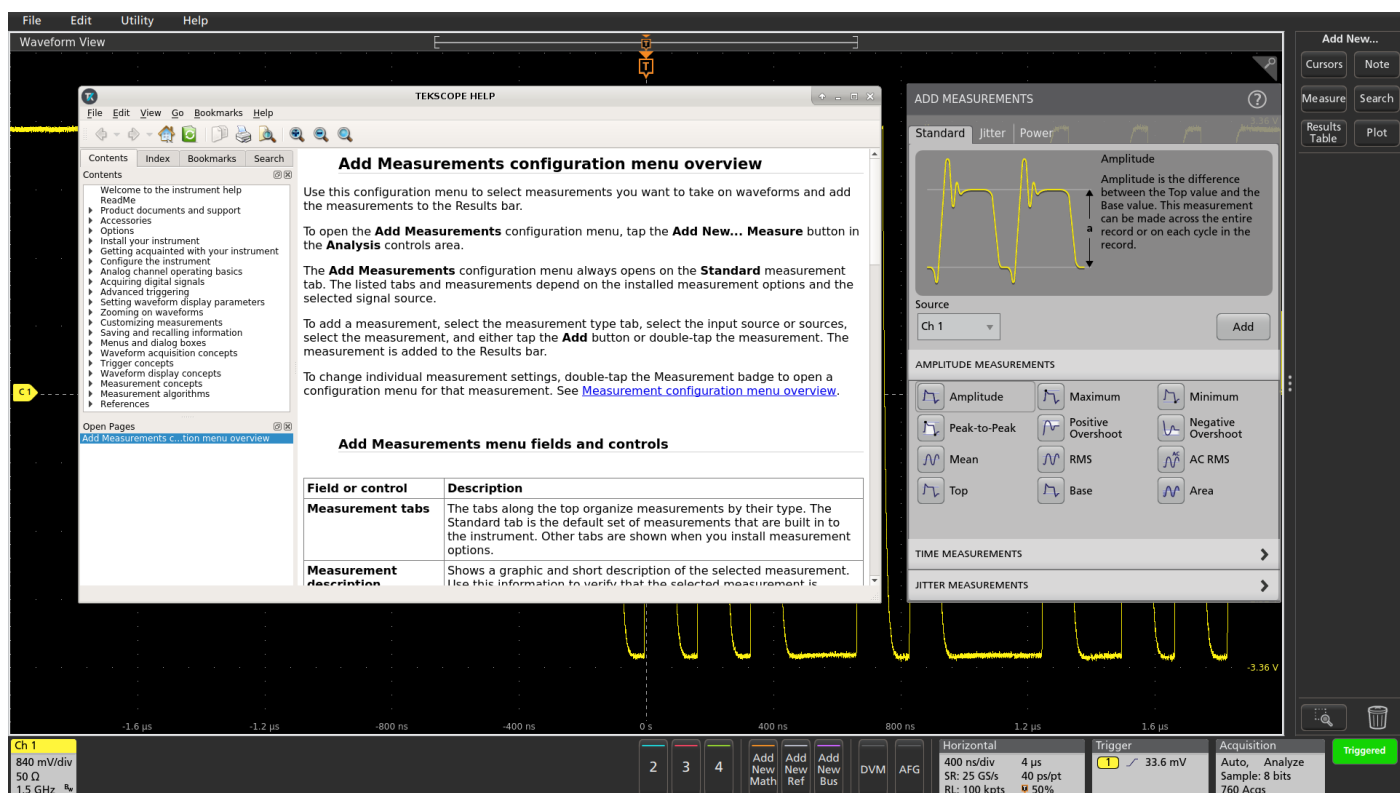 File Edit Utility Help
Waveform View
T
T
TEKSCOPE HELP
File Edit View Go Bookmarks Help
Contents Index Bookmarks Search
Contents
Welcome to the instrument help
ReadMe
Product documents and support
Accessories
Options
Install your instrument
Getting acquainted with your instrument
Configure the instrument
Analog channel operating basics
Acquiring digital signals
Advanced triggering
Setting waveform display parameters
Zooming on waveforms
Customizing measurements
Saving and recalling information
Menus and dialog boxes
Waveform acquisition concepts
Trigger concepts
Waveform display concepts
Measurement concepts
Measurement algorithms
References
Open Pages
Add Measurements c...tion menu overview
Add Measurements configuration menu overview
Use this configuration menu to select measurements you want to take on waveforms and add
the measurements to the Results bar.
To open the Add Measurements configuration menu, tap the Add New... Measure button in
the Analysis controls area.
The Add Measurements configuration menu always opens on the Standard measurement
tab. The listed tabs and measurements depend on the installed measurement options and the
selected signal source.
To add a measurement, select the measurement type tab, select the input source or sources,
select the measurement, and either tap the Add button or double-tap the measurement. The
measurement is added to the Results bar.
To change individual measurement settings, double-tap the Measurement badge to open a
configuration menu for that measurement. See Measurement configuration menu overview.
Add Measurements menu fields and controls
Field or control Description
Measurement tabs The tabs along the top organize measurements by their type. The
Standard tab is the default set of measurements that are built in to
the instrument. Other tabs are shown when you install measurement
options.
Measurement Shows a graphic and short description of the selected measurement.
description Use this information to verify that the selected measurement is
ADD MEASUREMENTS ?
Standard Jitter Power
3.36 V
Amplitude
Amplitude is the difference
between the Top value and the
Base value. This measurement
can be made across the entire
a record or on each cycle in the
record.
Source
Ch 1 Add
AMPLITUDE MEASUREMENTS
Amplitude Maximum Minimum
Peak-to-Peak Positive Overshoot Negative Overshoot
Mean RMS AC RMS
Top Base Area
TIME MEASUREMENTS
JITTER MEASUREMENTS
C 1
-3.36 V
-1.6 µs -1.2 µs -800 ns -400 ns 0 s 400 ns 800 ns 1.2 µs 1.6 µs
Add New...
Cursors Note
Measure Search
Results Table Plot
Ch 1
840 mV/div
50 Ω
1.5 GHz Bw
2 3 4
Add New Math
Add New Ref
Add New Bus
DVM AFG
Horizontal
400 ns/div 4 µs
SR: 25 GS/s 40 ps/pt
RL: 100 kpts 50%
Trigger
1 33.6 mV
Acquisition
Auto, Analyze
Sample: 8 bits
760 Acqs
Triggered